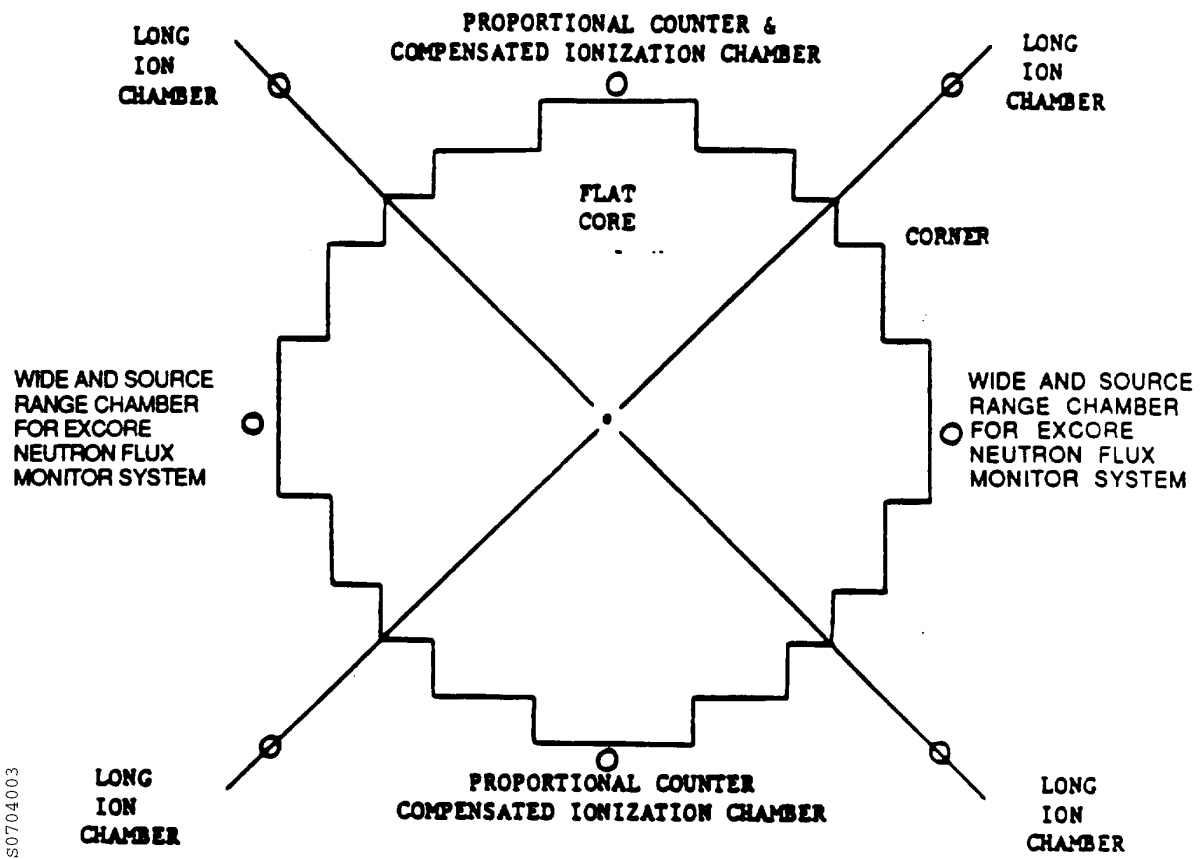 LONG
ION
CHAMBER
PROPORTIONAL COUNTER &
COMPENSATED IONIZATION CHAMBER
LONG
ION
CHAMBER
FLAT
CORE
CORNER
WIDE AND SOURCE
RANGE CHAMBER
FOR EXCORE
NEUTRON FLUX
MONITOR SYSTEM
WIDE AND SOURCE
RANGE CHAMBER
FOR EXCORE
NEUTRON FLUX
MONITOR SYSTEM
LONG
ION
CHAMBER
PROPORTIONAL COUNTER
COMPENSATED IONIZATION CHAMBER
LONG
ION
CHAMBER
S0704003